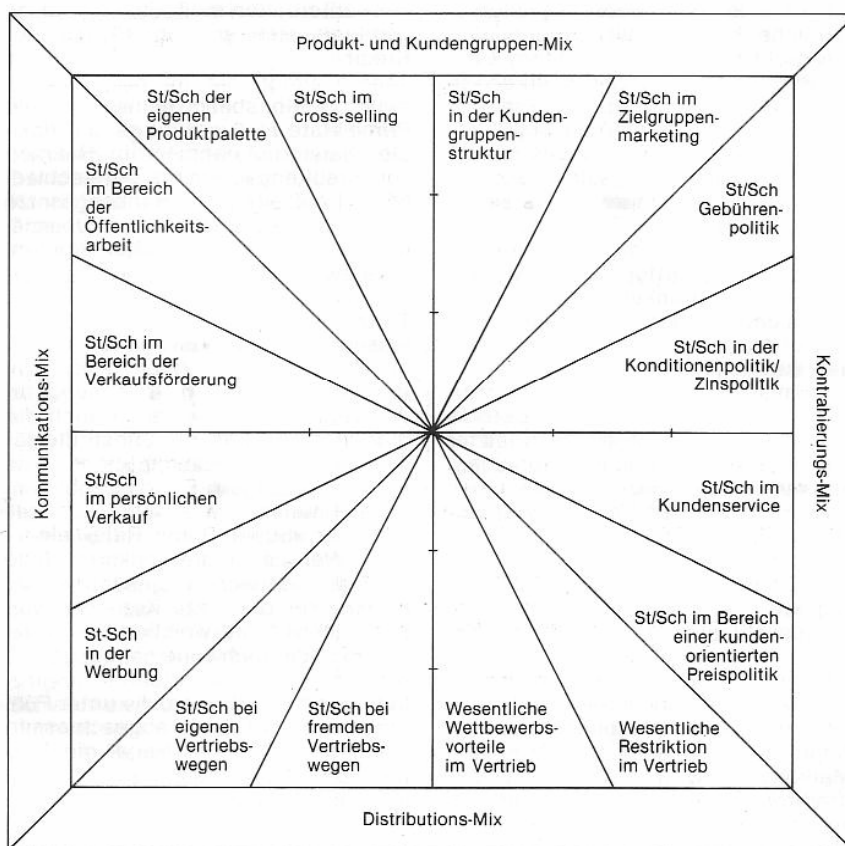 Produkt- und Kundengruppen-Mix
St/Sch der
eigenen
Produktpalette
St/Sch im
cross-selling
St/Sch
in der Kunden-
gruppen-
struktur
St/Sch im
Zielgruppen-
marketing
St/Sch
Gebühren-
politik
St/Sch in der
Konditionenpolitik/
Zinspolitik
Kontrahierungs-Mix
St/Sch im
Kundenservice
St/Sch im Bereich
einer kunden-
orientierten
Preispolitik
St/Sch
im Bereich
der
Öffentlichkeits-
arbeit
St/Sch im
Bereich der
Verkaufsförderung
Kommunikations-Mix
St/Sch
im persönlichen
Verkauf
St-Sch
in der
Werbung
St/Sch bei
eigenen
Vertriebs-
wegen
St/Sch bei
fremden
Vertriebs-
wegen
Wesentliche
Wettbewerbs-
vorteile
im Vertrieb
Wesentliche
Restriktion
im Vertrieb
Distributions-Mix